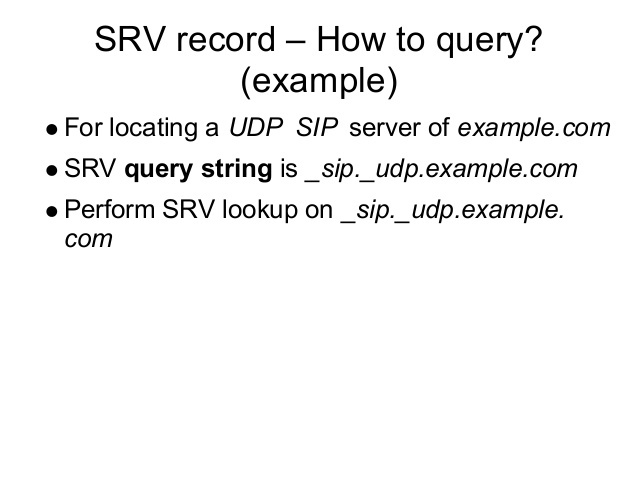 SRV record – How to query?
(example)
● For locating a UDP SIP server of example.com
● SRV query string is _sip._udp.example.com
● Perform SRV lookup on _sip._udp.example.
com